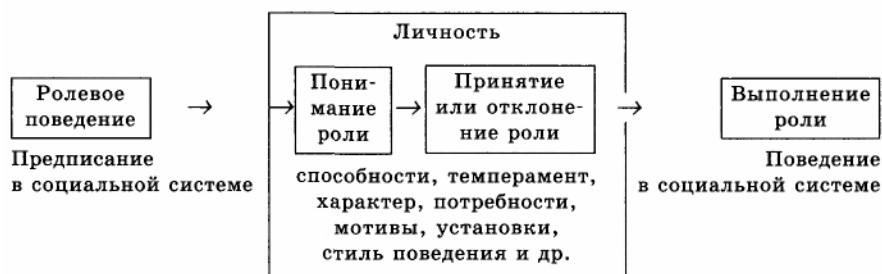 Личность
Ролевое
поведение
Предписание
в социальной системе
→
→
Пони-
мание
роли
→
Принятие
или отклоне-
ние роли
способности, темперамент,
характер, потребности,
мотивы, установки,
стиль поведения и др.
→
Выполнение
роли
Поведение
в социальной системе